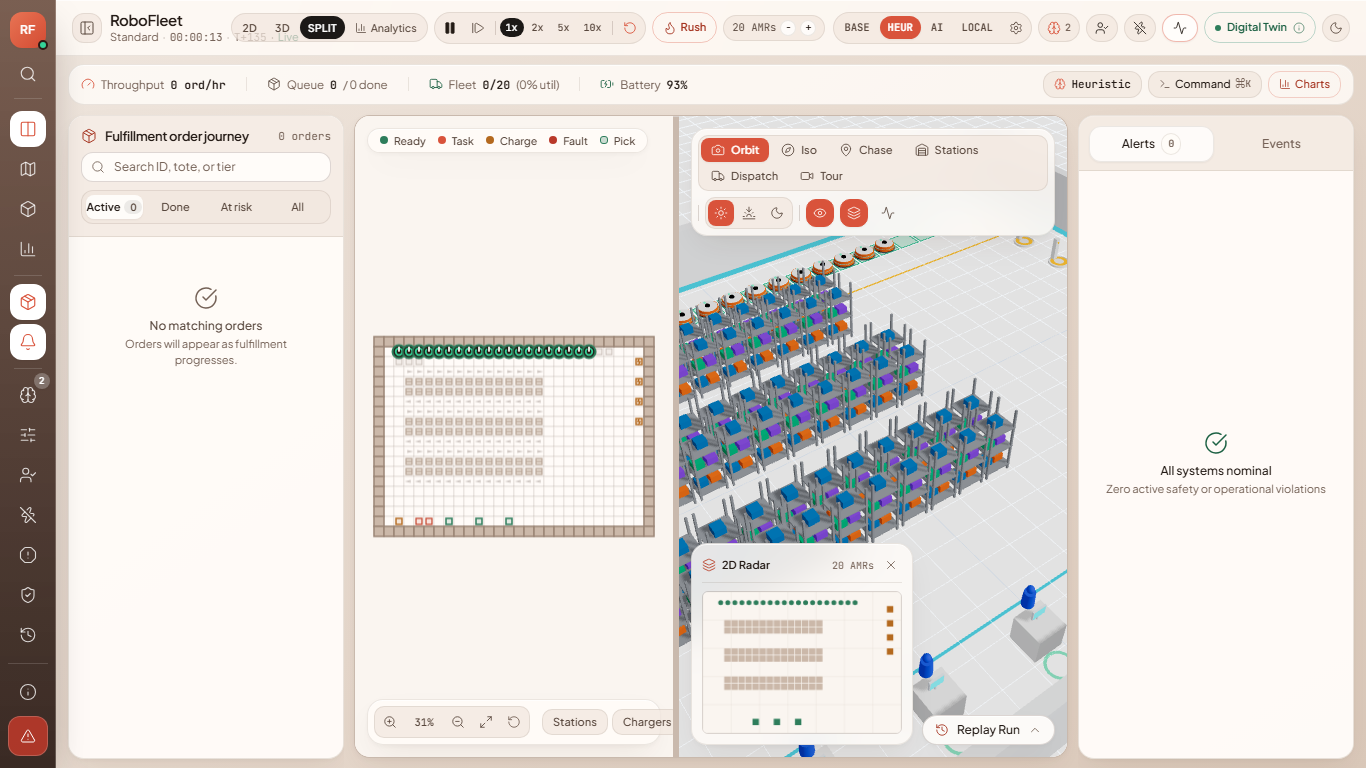 RF
RoboFleet
Standard · 00:00:13 · T+135 · Live
2D 3D SPLIT Analytics
1x 2x 5x 10x
Rush
20 AMRs - +
BASE HEUR AI LOCAL
2
Digital Twin
Throughput 0 ord/hr
Queue 0 / 0 done
Fleet 0/20 (0% util)
Battery 93%
Heuristic
Command ⌘K
Charts
Fulfillment order journey 0 orders
Search ID, tote, or tier
Active 0 Done At risk All
No matching orders
Orders will appear as fulfillment
progresses.
2
Ready Task Charge Fault Pick
31%
Stations Chargers
Orbit Iso Chase Stations
Dispatch Tour
2D Radar 20 AMRs
Replay Run
Alerts 0 Events
All systems nominal
Zero active safety or operational violations